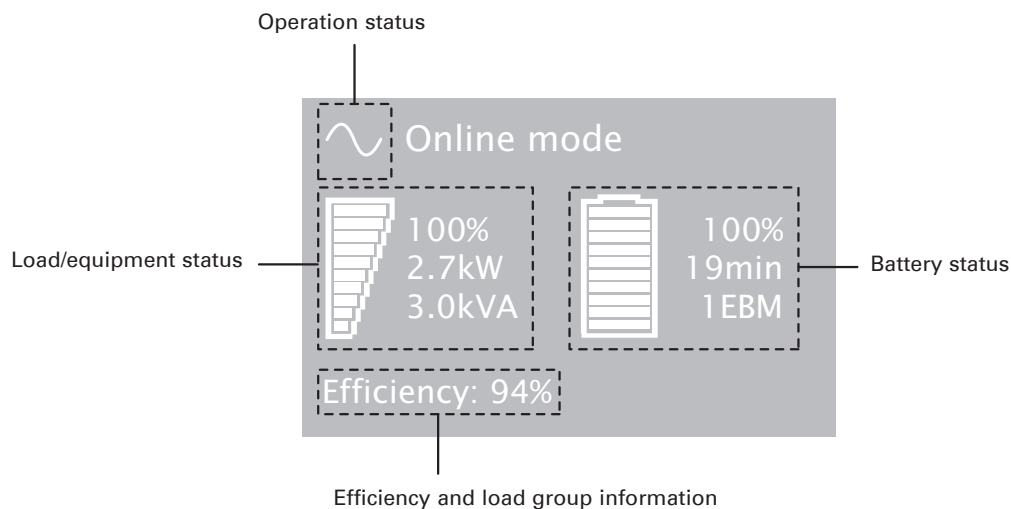 Operation status
Online mode
Load/equipment status
100%
2.7kW
3.0kVA
100%
19min
1EBM
Battery status
Efficiency: 94%
Efficiency and load group information